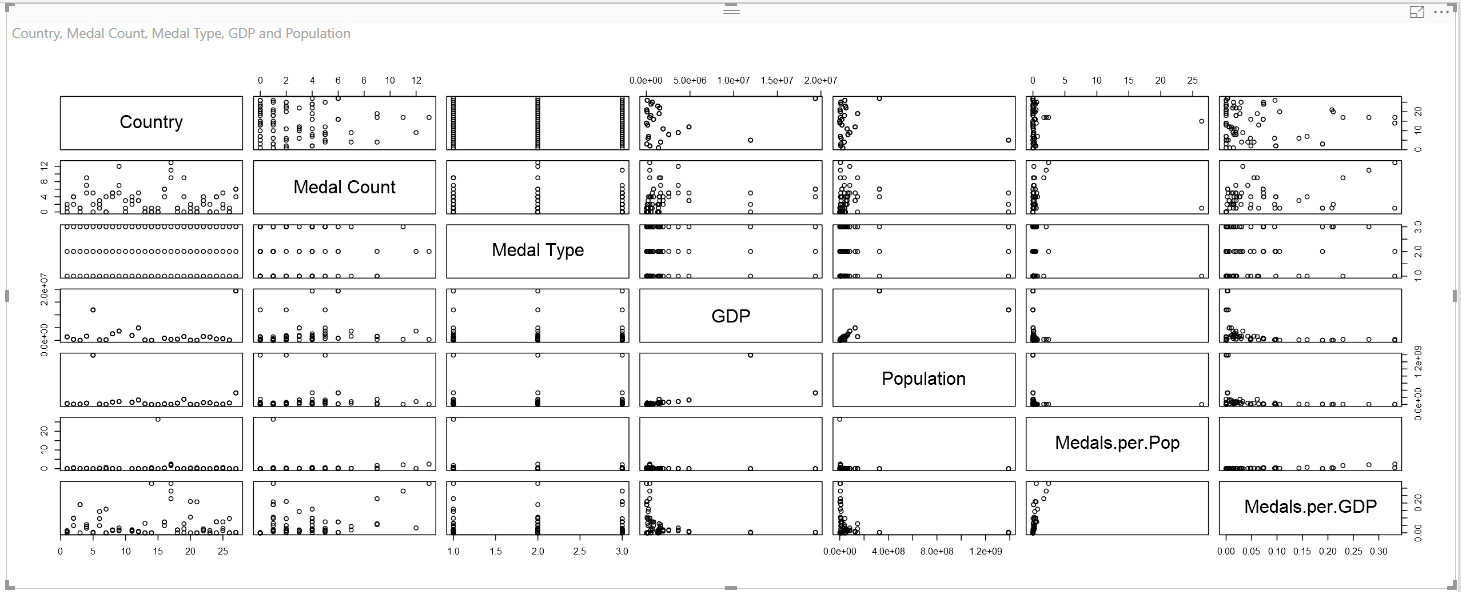 Country, Medal Count, Medal Type, GDP and Population
0 2 4 6 8 10 12
0.0e+00 5.0e+06 1.0e+07 1.5e+07 2.0e+07
0 5 10 15 20 25
Country
0 10 20
Medal Count
0 4 8 12
Medal Type
1.0 2.0 3.0
GDP
0.0e+00 2.0e+07
Population
0.0e+00 1.2e+09
Medals.per.Pop
0 10 20
Medals.per.GDP
0.00 0.10 0.20
0 5 10 15 20 25
1.0 1.5 2.0 2.5 3.0
0.0e+00 4.0e+08 8.0e+08 1.2e+09
0.00 0.05 0.10 0.15 0.20 0.25 0.30